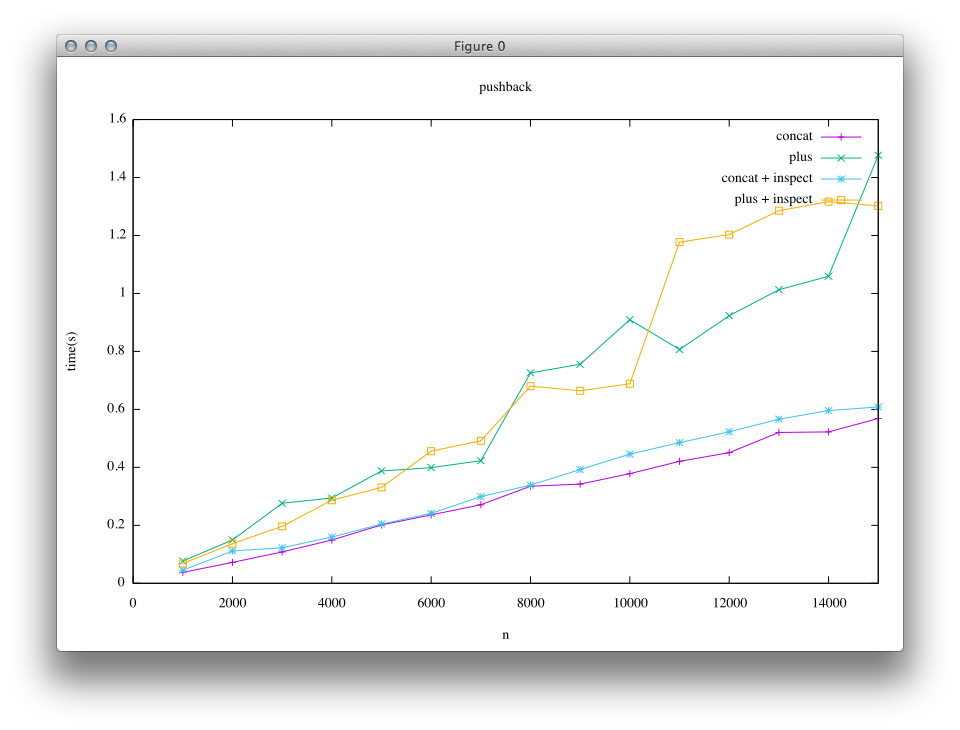 Figure 0
pushback
1.6
1.4
1.2
1
0.8
0.6
0.4
0.2
0
time(s)
concat
plus
concat + inspect
plus + inspect
0 2000 4000 6000 8000 10000 12000 14000
n